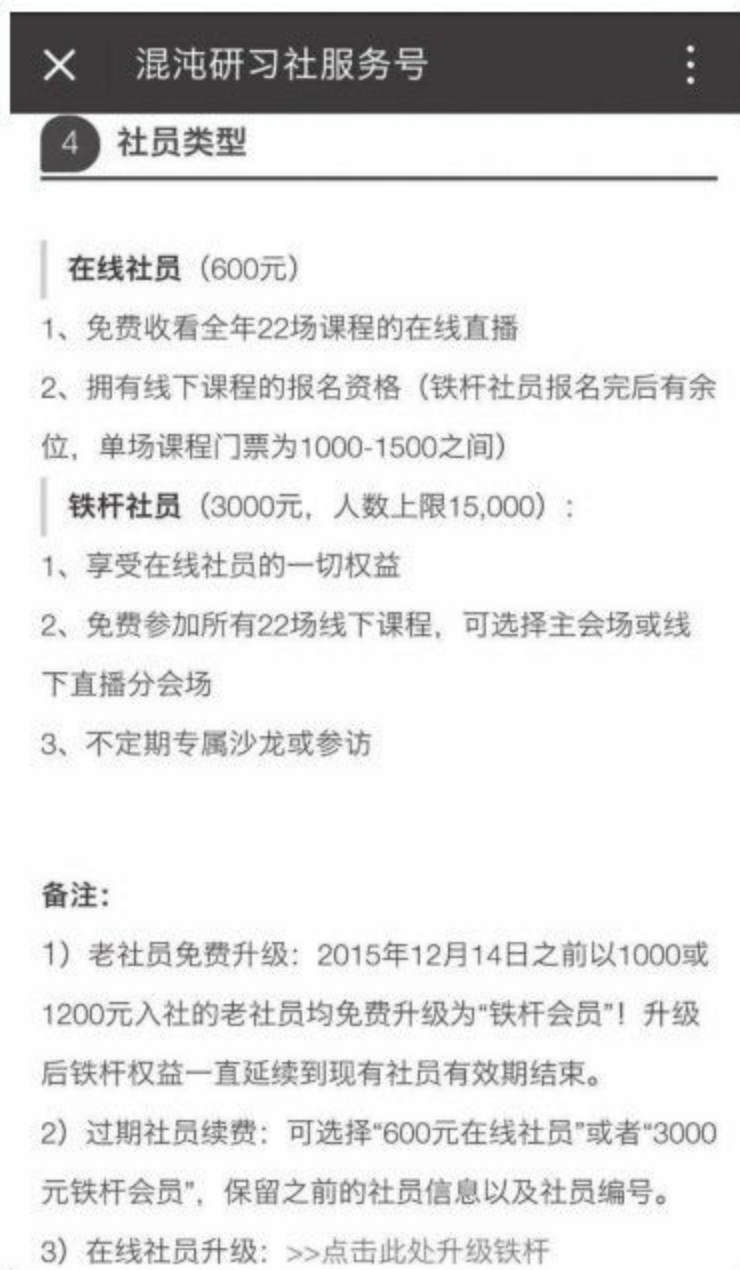 混沌研习社服务号
4 社员类型
在线社员（600元）
1、免费收看全年22场课程的在线直播
2、拥有线下课程的报名资格（铁杆社员报名完后有余
位，单场课程门票为1000-1500之间）
铁杆社员（3000元，人数上限15,000）：
1、享受在线社员的一切权益
2、免费参加所有22场线下课程，可选择主会场或线
下直播分会场
3、不定期专属沙龙或参访
备注：
1）老社员免费升级：2015年12月14日之前以1000或
1200元入社的老社员均免费升级为“铁杆会员”！升级
后铁杆权益一直延续到现有社员有效期结束。
2）过期社员续费：可选择“600元在线社员”或者“3000
元铁杆会员”，保留之前的社员信息以及社员编号。
3）在线社员升级：>>点击此处升级铁杆